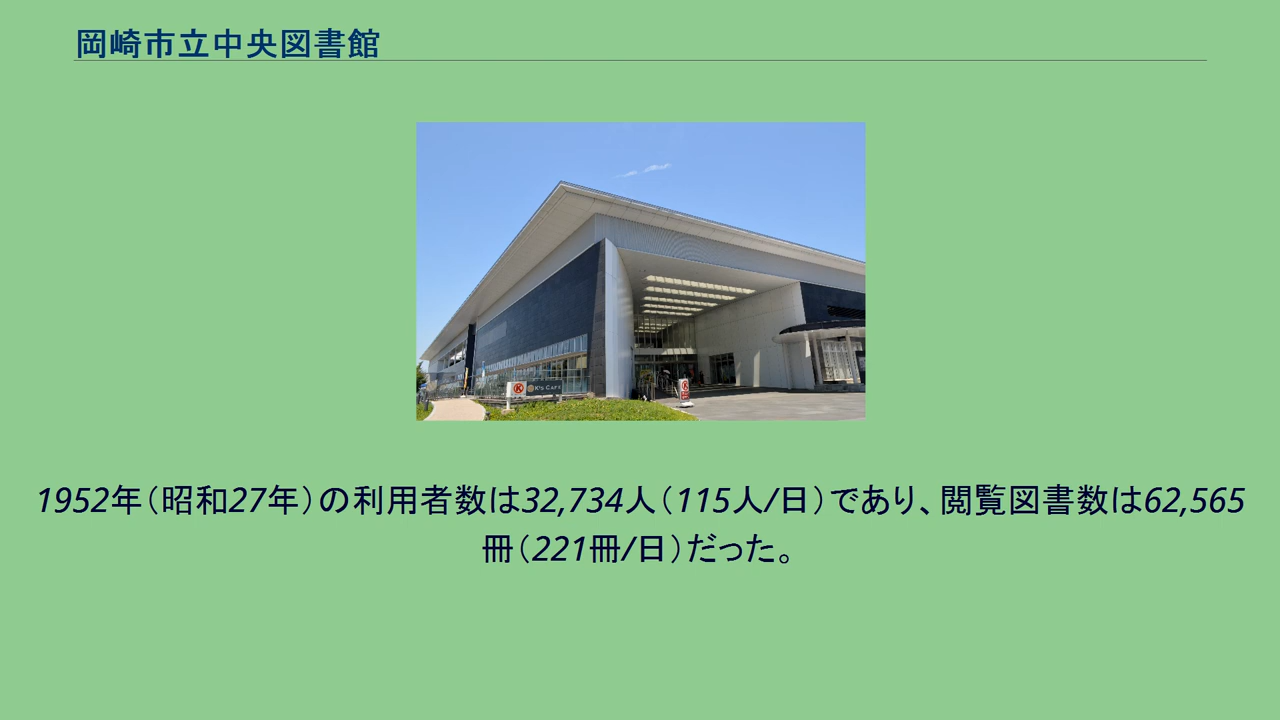 岡崎市立中央図書館
K's CAFE
1952年（昭和27年）の利用者数は32,734人（115人/日）であり、閲覧図書数は62,565
冊（221冊/日）だった。